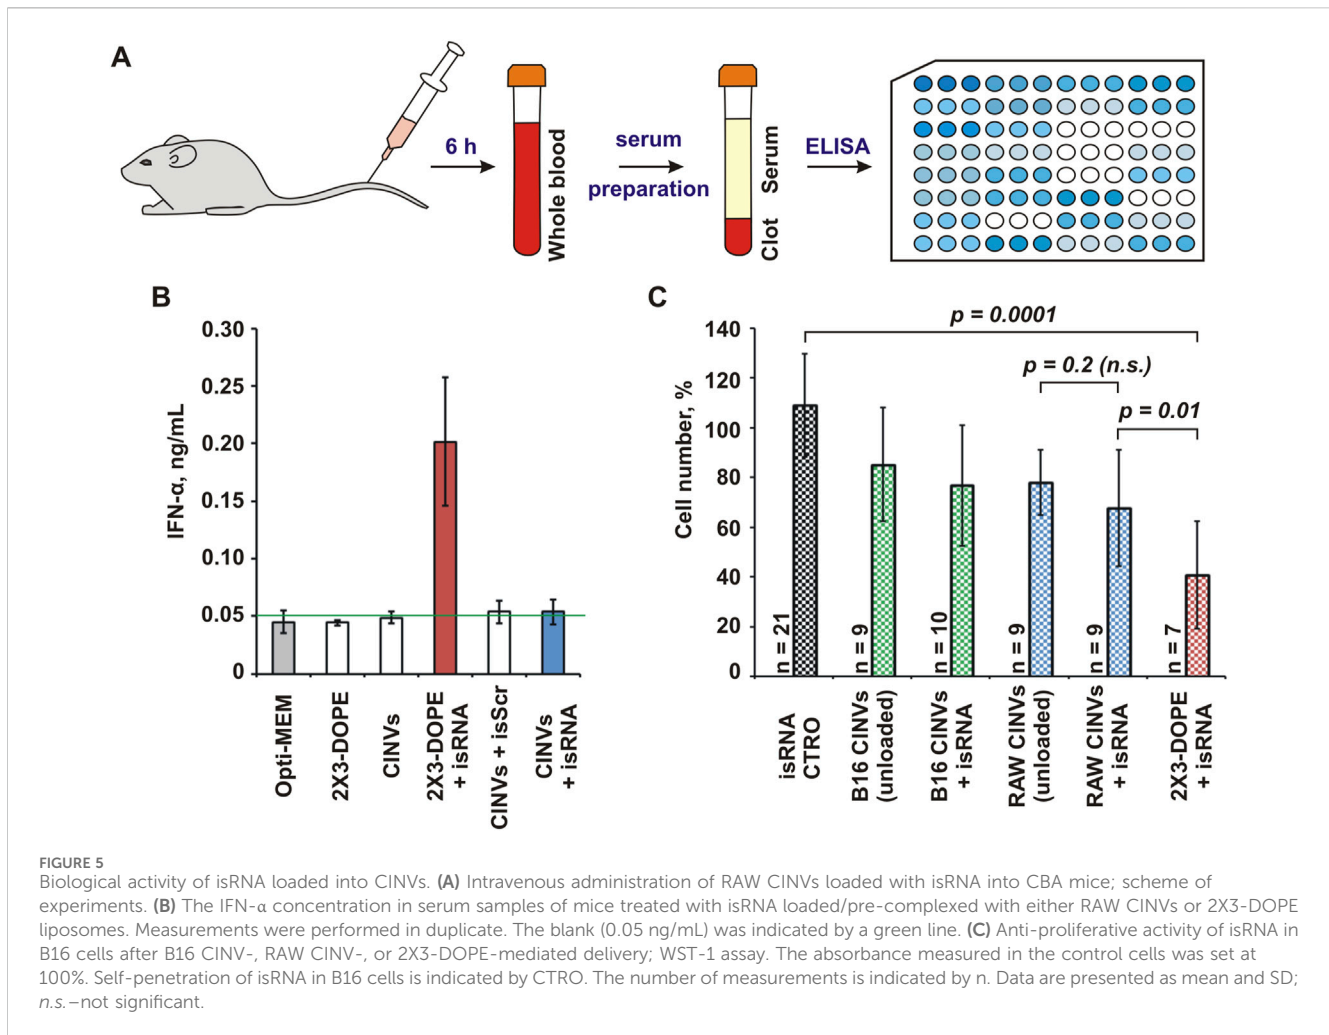 A
6 h
Whole blood
serum
preparation
Clot Serum
ELISA
B
IFN-α, ng/mL
0.30
0.25
0.20
0.15
0.10
0.05
0
Opti-MEM
2X3-DOPE
CINVs
2X3-DOPE
+ isRNA
CINVs + isScr
CINVs
+ isRNA
C
Cell number, %
140
120
100
80
60
40
20
0
p = 0.0001
p = 0.2 (n.s.)
p = 0.01
n = 21
n = 9
n = 10
n = 9
n = 9
n = 7
isRNA
CTRO
B16 CINVs
(unloaded)
B16 CINVs
+ isRNA
RAW CINVs
(unloaded)
RAW CINVs
+ isRNA
2X3-DOPE
+ isRNA
FIGURE 5
Biological activity of isRNA loaded into CINVs. (A) Intravenous administration of RAW CINVs loaded with isRNA into CBA mice; scheme of
experiments. (B) The IFN-α concentration in serum samples of mice treated with isRNA loaded/pre-complexed with either RAW CINVs or 2X3-DOPE
liposomes. Measurements were performed in duplicate. The blank (0.05 ng/mL) was indicated by a green line. (C) Anti-proliferative activity of isRNA in
B16 cells after B16 CINV-, RAW CINV-, or 2X3-DOPE-mediated delivery; WST-1 assay. The absorbance measured in the control cells was set at
100%. Self-penetration of isRNA in B16 cells is indicated by CTRO. The number of measurements is indicated by n. Data are presented as mean and SD;
n.s.–not significant.